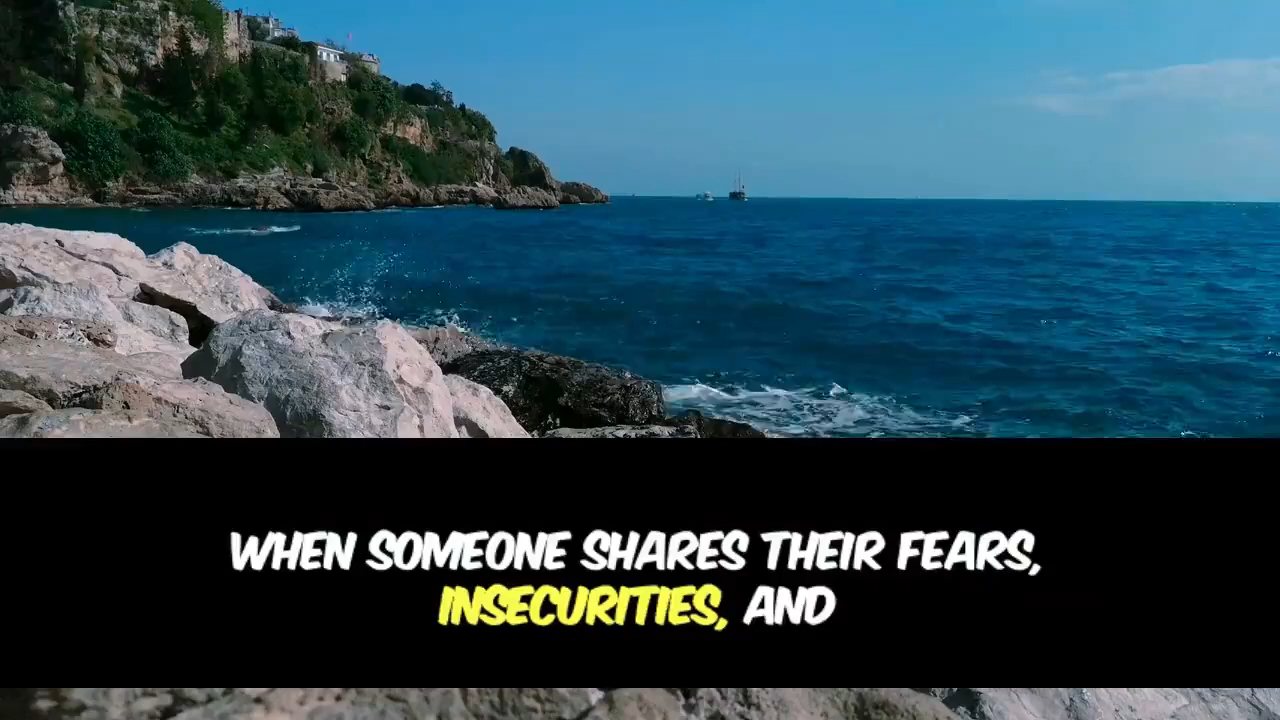 WHEN SOMEONE SHARES THEIR FEARS,
INSECURITIES, AND